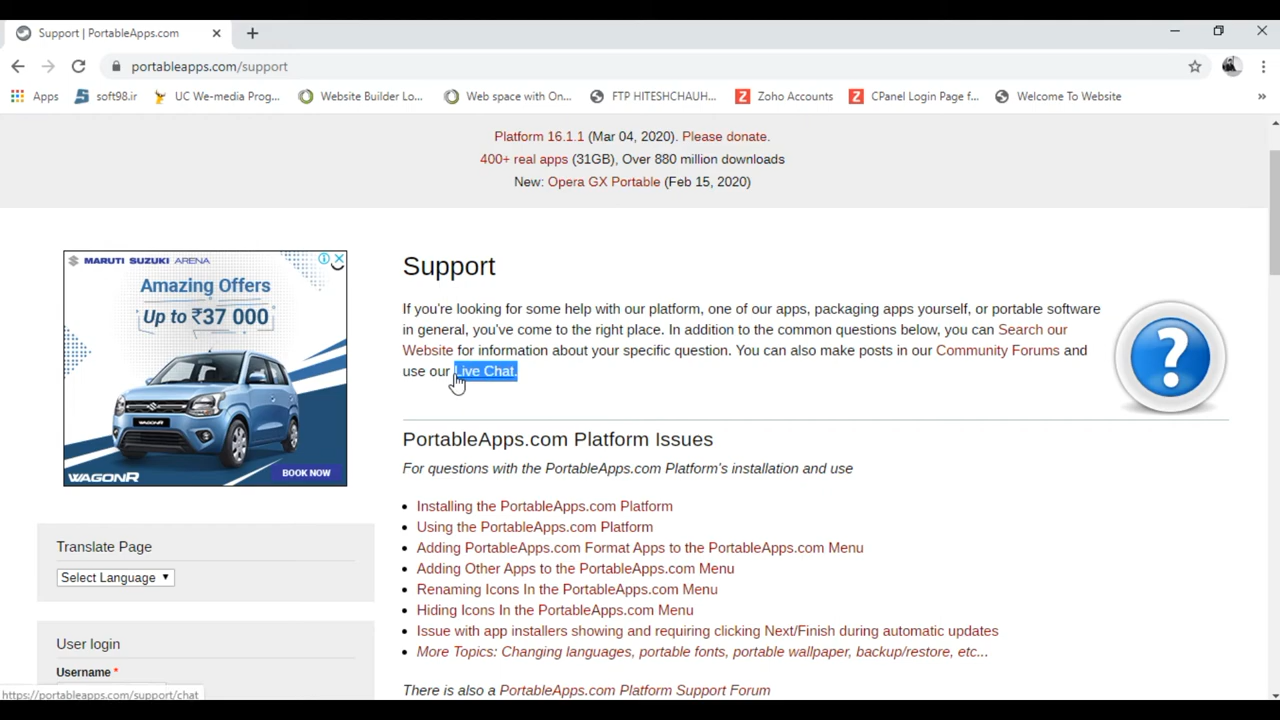 Support | PortableApps.com
portableapps.com/support
Apps soft98.ir UC We-media Prog... Website Builder Lo... Web space with On... FTP HITESHCHAUH... Zoho Accounts CPanel Login Page f... Welcome To Website »
Platform 16.1.1 (Mar 04, 2020). Please donate.
400+ real apps (31GB), Over 880 million downloads
New: Opera GX Portable (Feb 15, 2020)
MARUTI SUZUKI ARENA
Amazing Offers
Up to ₹37 000
WAGONR
BOOK NOW
Support
If you're looking for some help with our platform, one of our apps, packaging apps yourself, or portable software
in general, you've come to the right place. In addition to the common questions below, you can Search our
Website for information about your specific question. You can also make posts in our Community Forums and
use our Live Chat.
PortableApps.com Platform Issues
For questions with the PortableApps.com Platform's installation and use
• Installing the PortableApps.com Platform
• Using the PortableApps.com Platform
• Adding PortableApps.com Format Apps to the PortableApps.com Menu
• Adding Other Apps to the PortableApps.com Menu
• Renaming Icons In the PortableApps.com Menu
• Hiding Icons In the PortableApps.com Menu
• Issue with app installers showing and requiring clicking Next/Finish during automatic updates
• More Topics: Changing languages, portable fonts, portable wallpaper, backup/restore, etc...
There is also a PortableApps.com Platform Support Forum
Translate Page
Select Language
User login
Username *
https://portableapps.com/support/chat